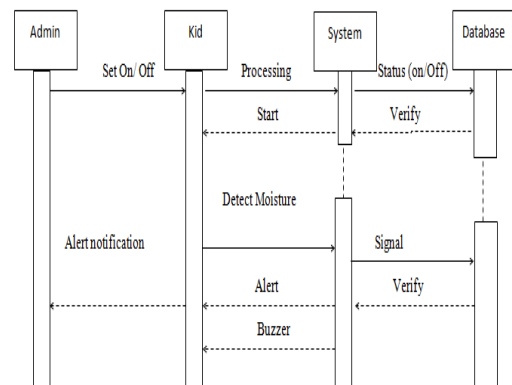 Admin
Kid
System
Database
Set On/ Off
Processing
Status (on/Off)
Start
Verify
Detect Moisture
Alert notification
Signal
Alert
Verify
Buzzer